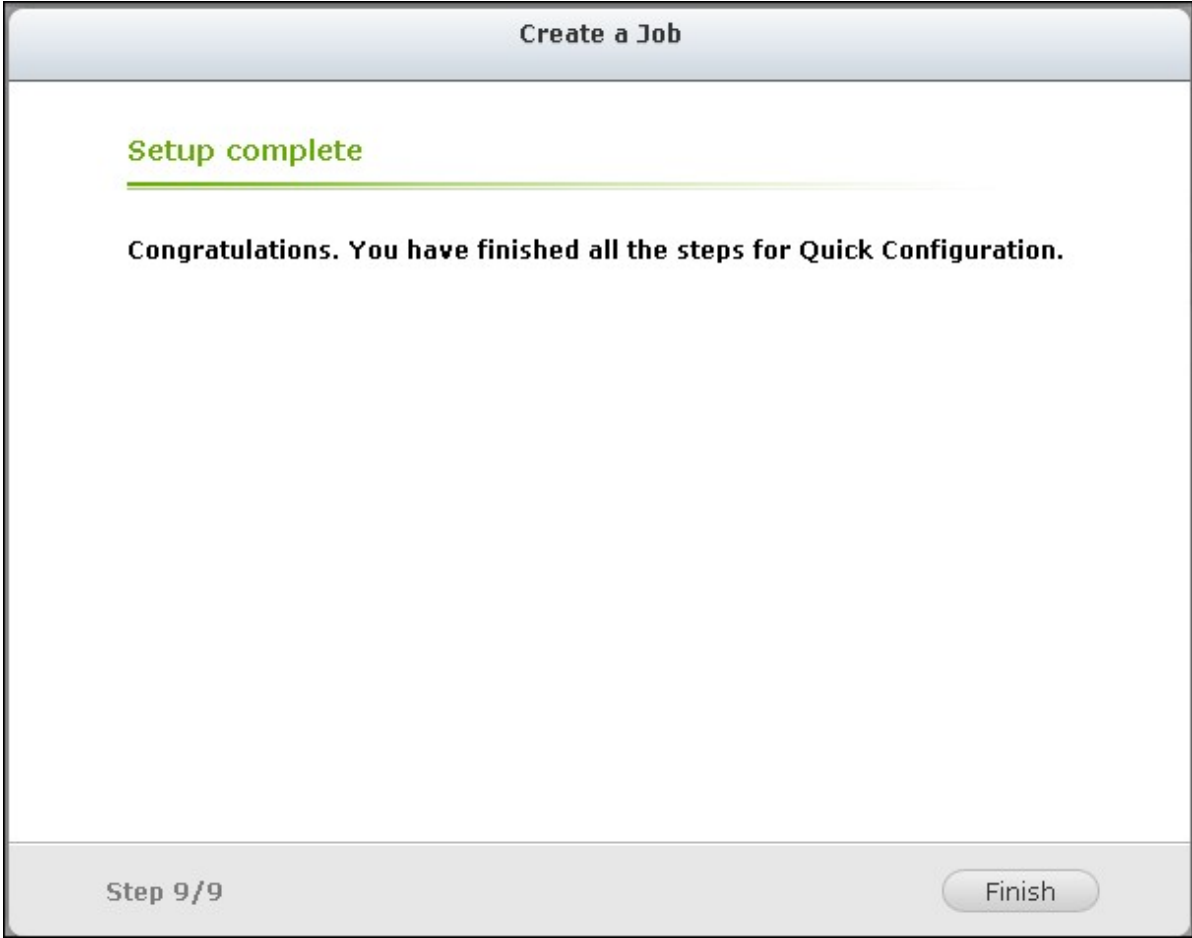 Create a Job
Setup complete
Congratulations. You have finished all the steps for Quick Configuration.
Step 9/9
Finish